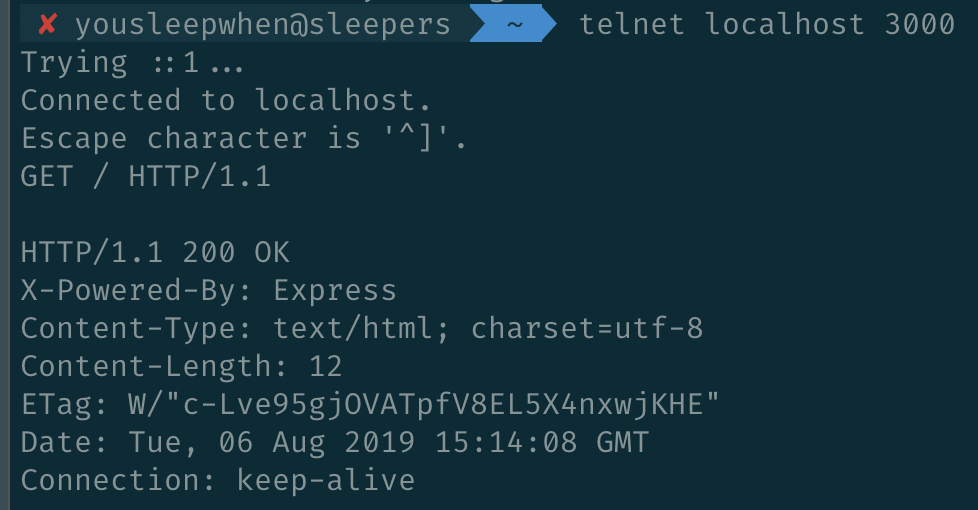 ✘ yousleepwhen@sleepers ~ telnet localhost 3000
Trying ::1...
Connected to localhost.
Escape character is '^]'.
GET / HTTP/1.1
HTTP/1.1 200 OK
X-Powered-By: Express
Content-Type: text/html; charset=utf-8
Content-Length: 12
ETag: W/"c-Lve95gjOVATpfV8EL5X4nxwjKHE"
Date: Tue, 06 Aug 2019 15:14:08 GMT
Connection: keep-alive